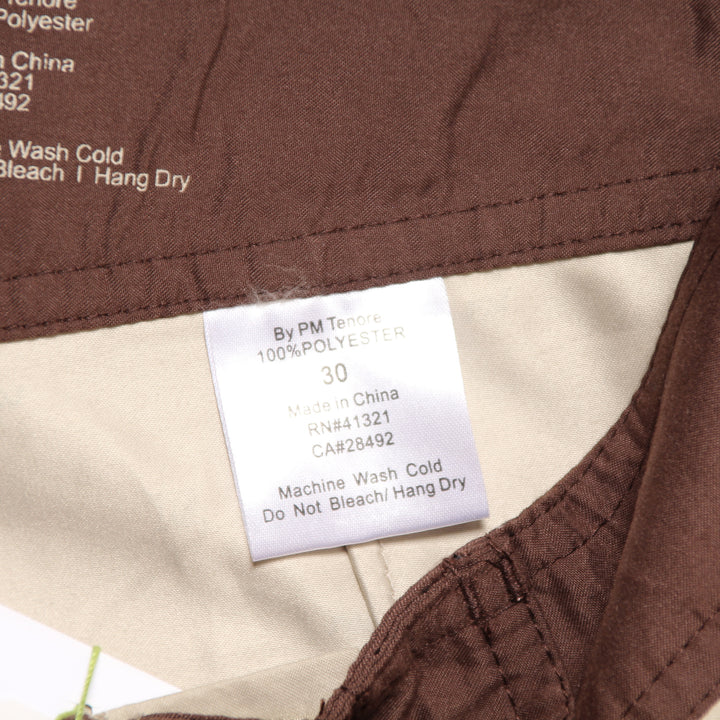 Tenore
Polyester
China
321
492
Wash Cold
Bleach I Hang Dry
By PM Tenore
100%POLYESTER
30
Made in China
RN#41321
CA#28492
Machine Wash Cold
Do Not Bleach/ Hang Dry